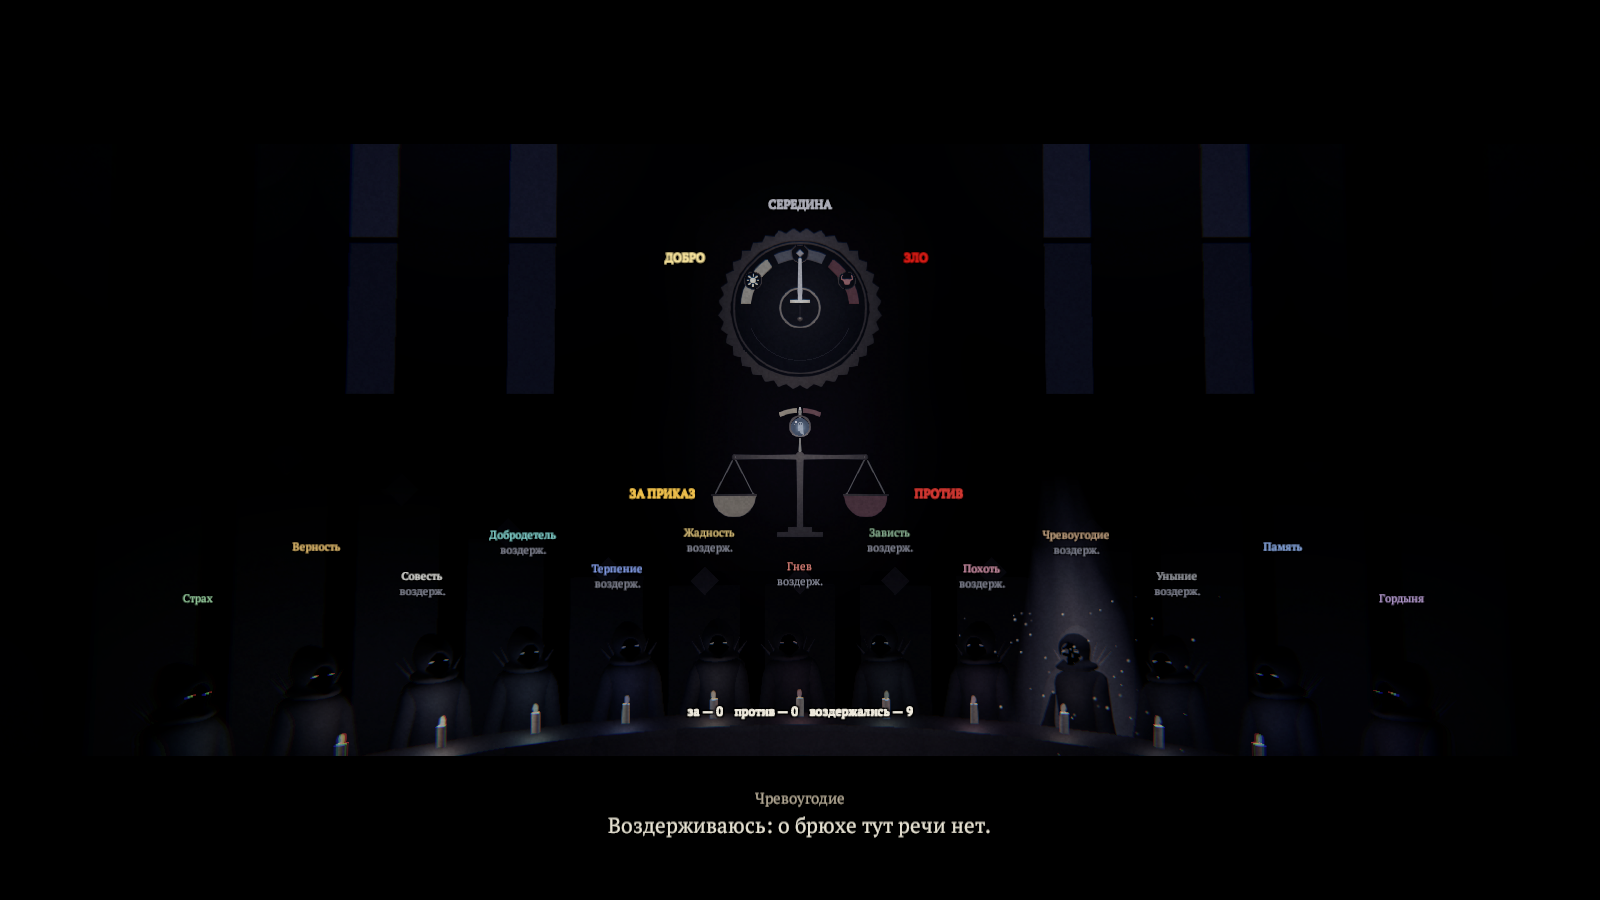 СЕРЕДИНА
ДОБРО
ЗЛО
ЗА ПРИКАЗ
ПРОТИВ
Страх
Верность
Совесть
воздерж.
Добродетель
воздерж.
Терпение
воздерж.
Жадность
воздерж.
Гнев
воздерж.
Зависть
воздерж.
Похоть
воздерж.
Чревоугодие
воздерж.
Уныние
воздерж.
Память
Гордыня
за — 0 против — 0 воздержались — 9
Чревоугодие
Воздерживаюсь: о брюхе тут речи нет.